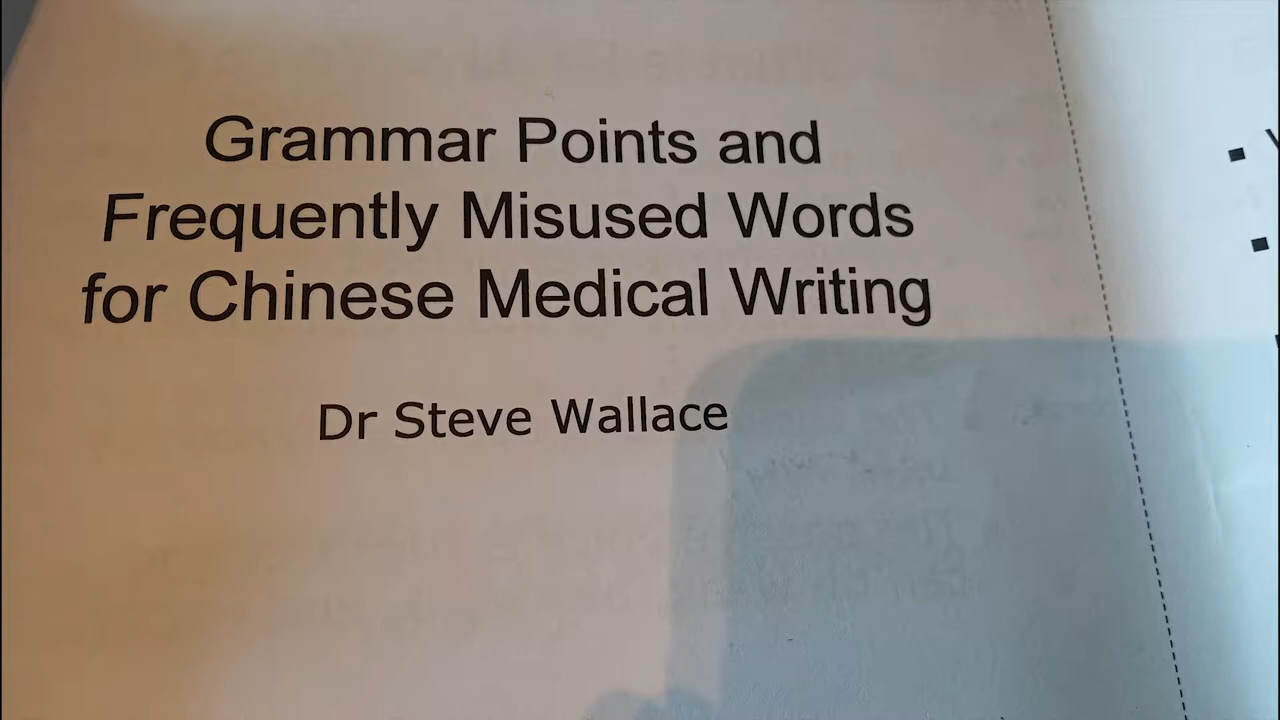 Grammar Points and
Frequently Misused Words
for Chinese Medical Writing
Dr Steve Wallace